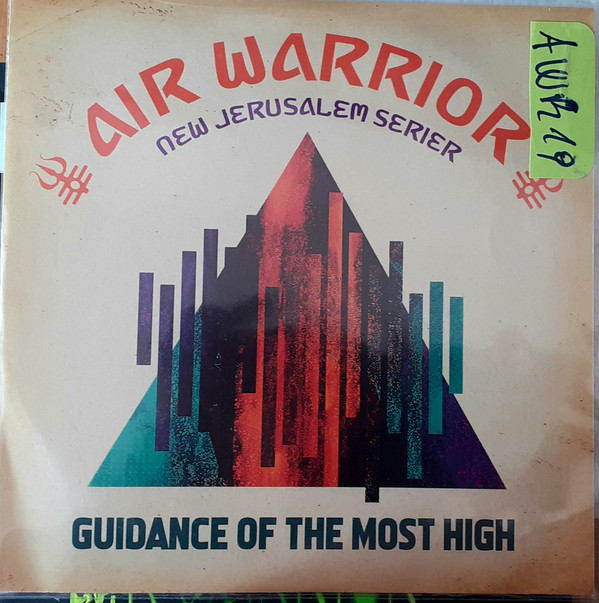 AIR WARRIOR
NEW JERUSALEM SERIER
AWR19
GUIDANCE OF THE MOST HIGH